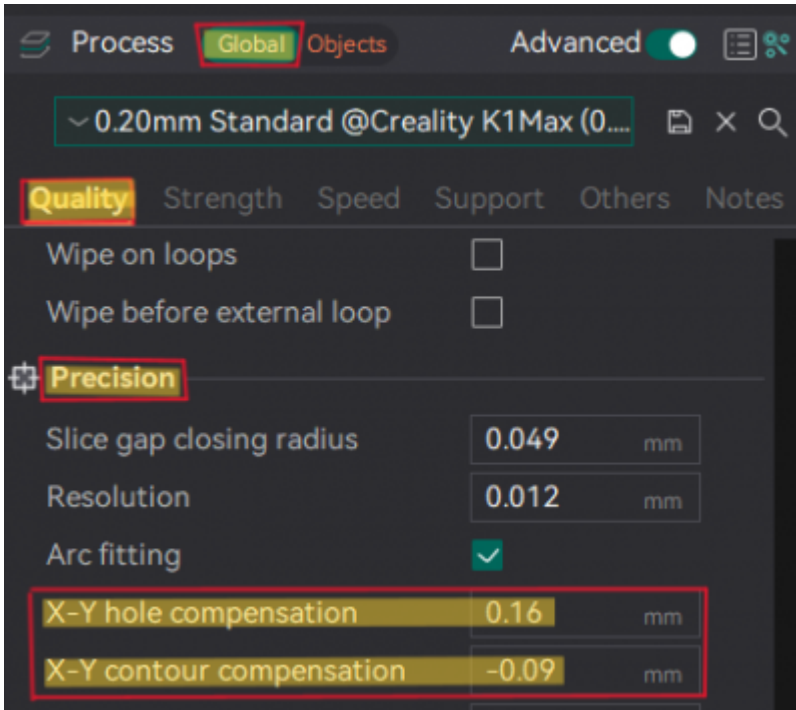 Process Global Objects Advanced
0.20mm Standard @Creality K1Max (0....
Quality Strength Speed Support Others Notes
Wipe on loops
Wipe before external loop
Precision
Slice gap closing radius 0.049 mm
Resolution 0.012 mm
Arc fitting
X-Y hole compensation 0.16 mm
X-Y contour compensation -0.09 mm